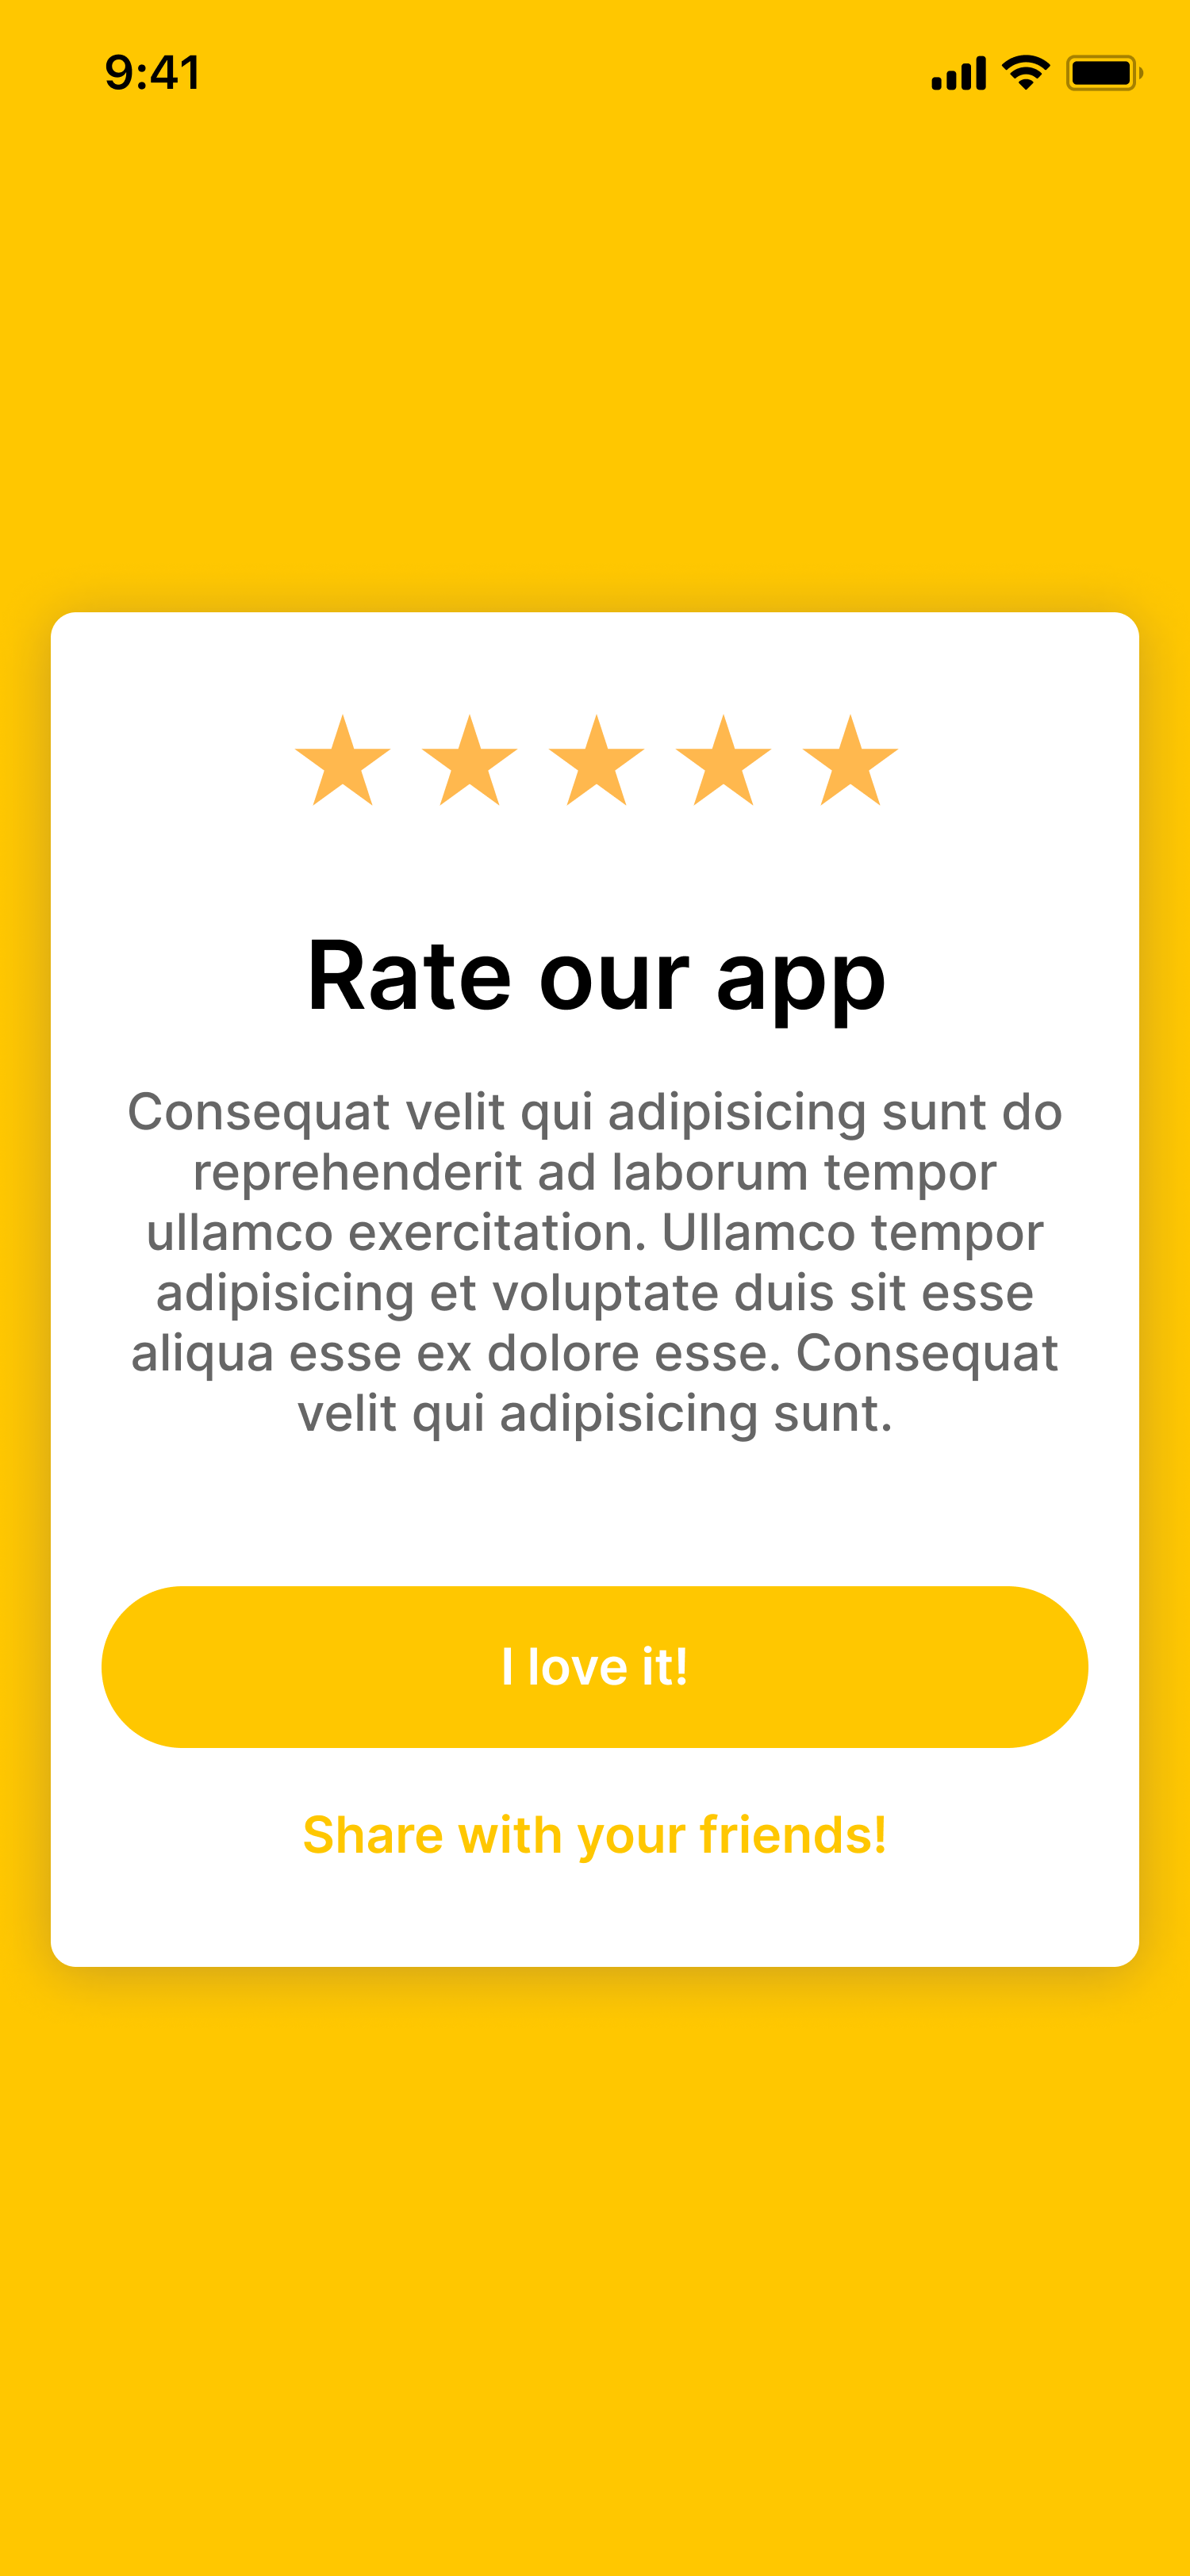 9:41
Rate our app
Consequat velit qui adipisicing sunt do
reprehenderit ad laborum tempor
ullamco exercitation. Ullamco tempor
adipisicing et voluptate duis sit esse
aliqua esse ex dolore esse. Consequat
velit qui adipisicing sunt.
I love it!
Share with your friends!